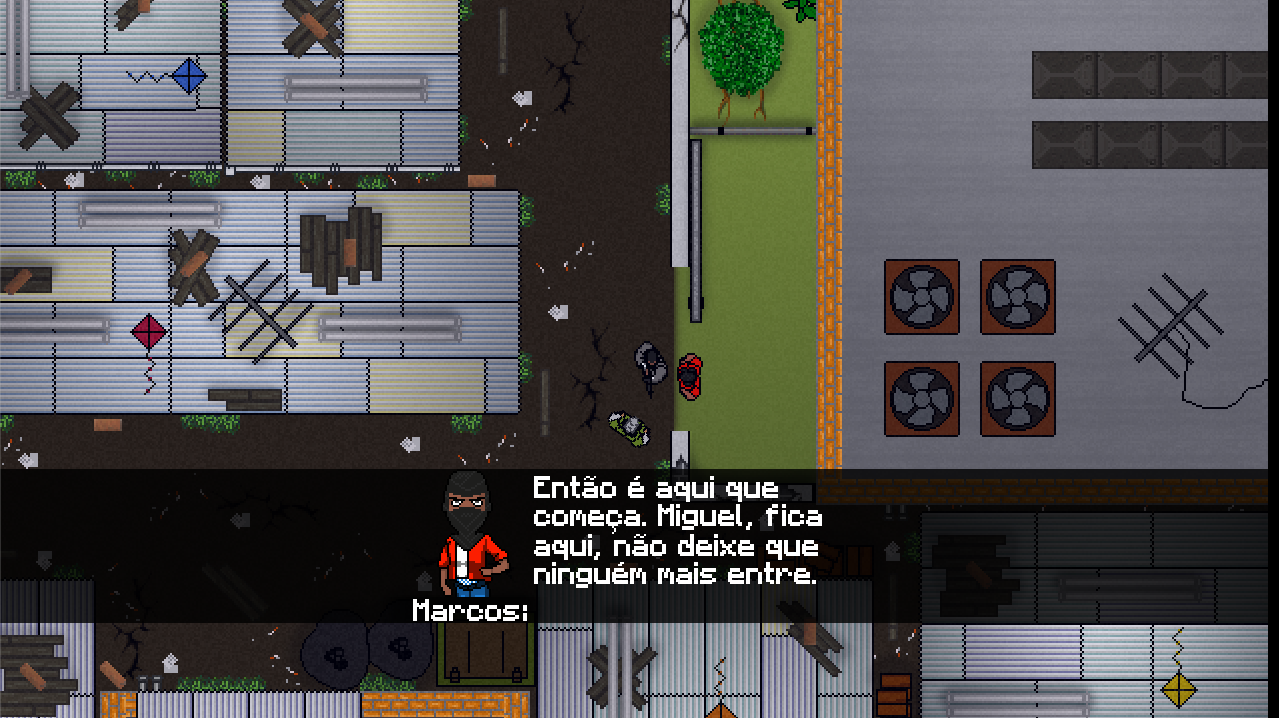 Então é aqui que
começa. Miguel, fica
aqui, não deixe que
ninguém mais entre.
Marcos: